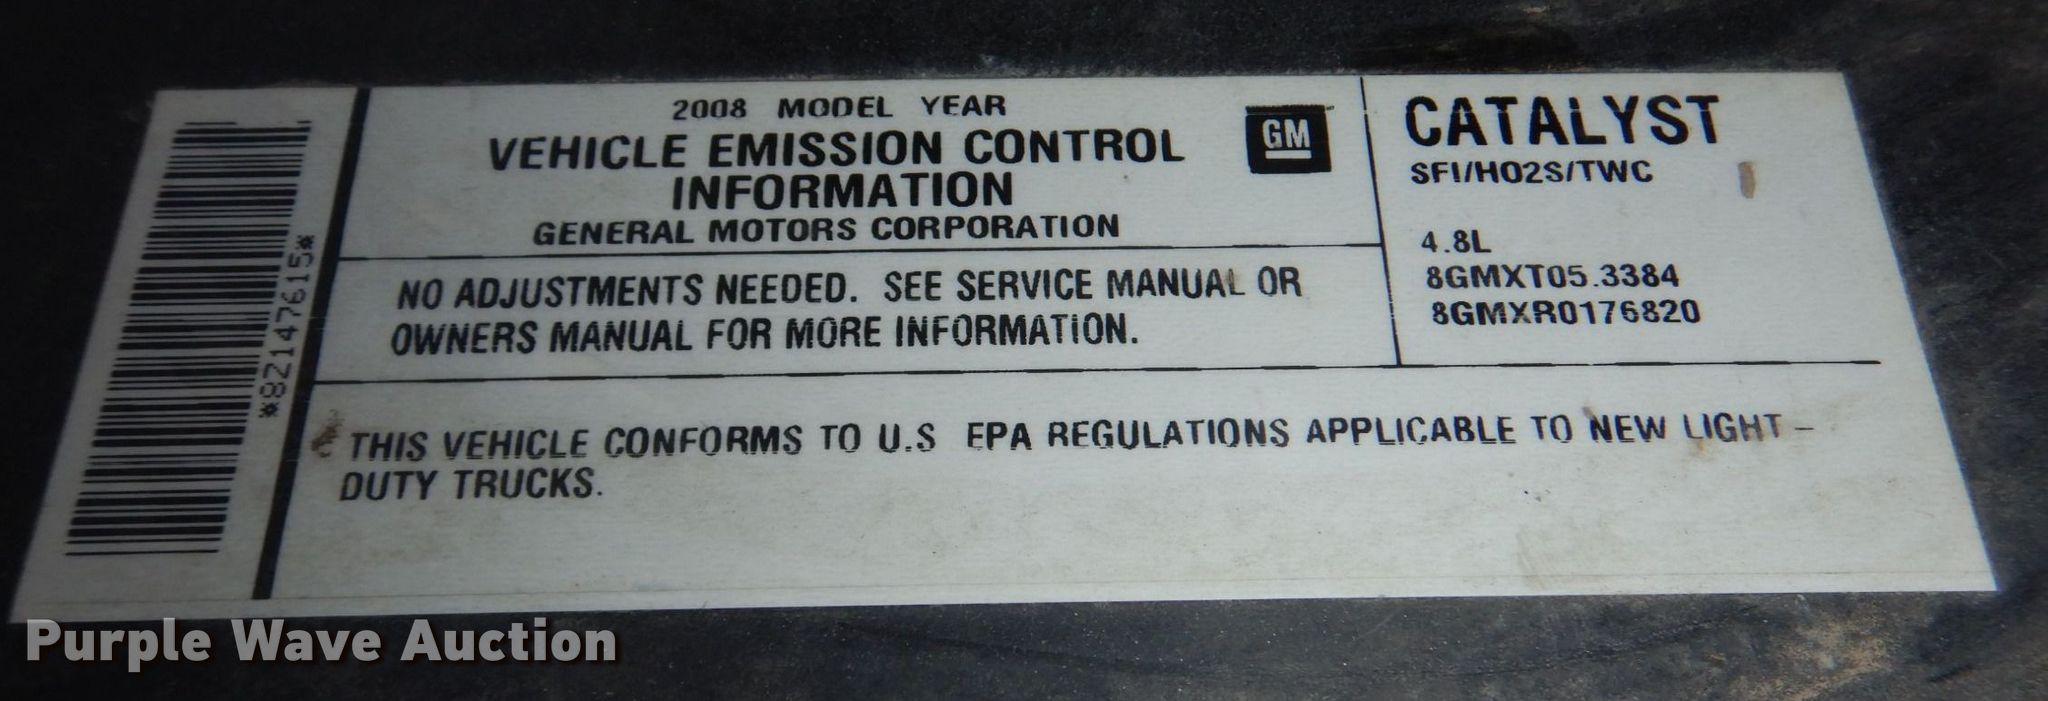 2008 MODEL YEAR
VEHICLE EMISSION CONTROL
INFORMATION
GENERAL MOTORS CORPORATION
GM
CATALYST
SFI/HO2S/TWC
4.8L
8GMXT05.3384
8GMXR0176820
NO ADJUSTMENTS NEEDED. SEE SERVICE MANUAL OR
OWNERS MANUAL FOR MORE INFORMATION.
THIS VEHICLE CONFORMS TO U.S EPA REGULATIONS APPLICABLE TO NEW LIGHT-
DUTY TRUCKS.
*82147615*
Purple Wave Auction